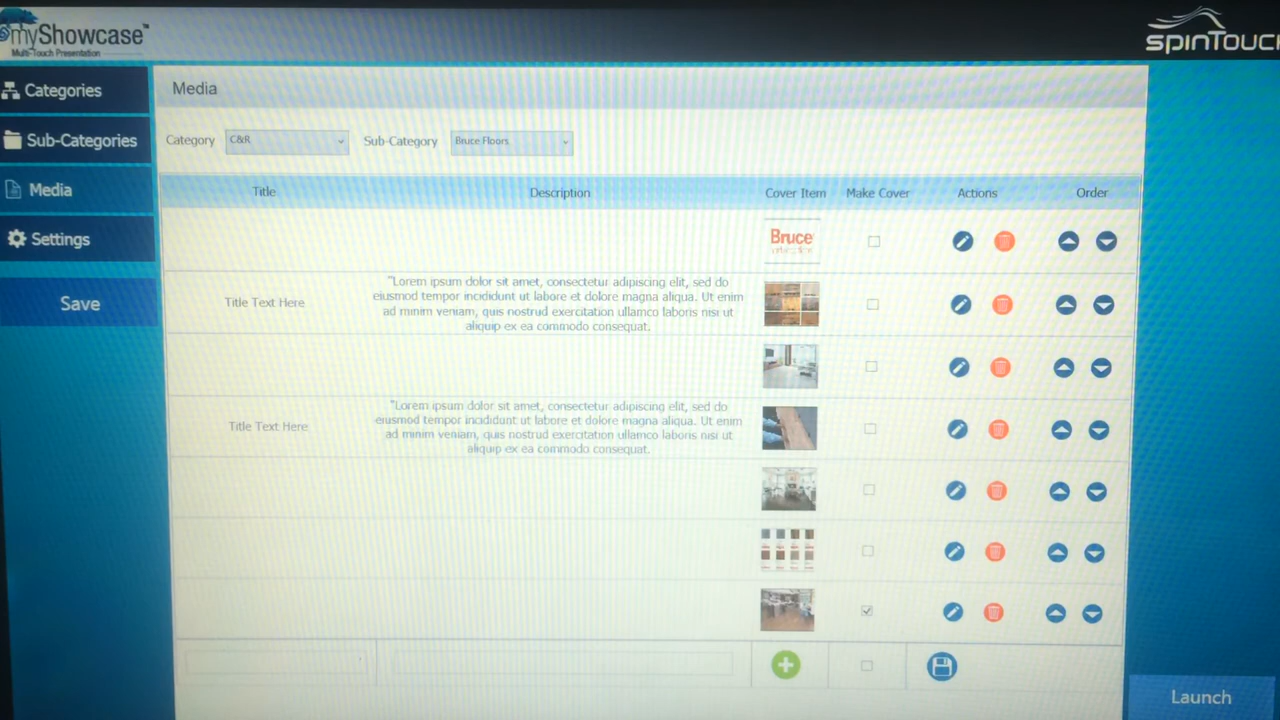 myShowcase™
Multi-Touch Presentation
spinTouch
Categories
Sub-Categories
Media
Settings
Save
Media
Category
C&R
Sub-Category
Bruce Floors
Title
Description
Cover Item
Make Cover
Actions
Order
Bruce
Title Text Here
"Lorem ipsum dolor sit amet, consectetur adipiscing elit, sed do
eiusmod tempor incididunt ut labore et dolore magna aliqua. Ut enim
ad minim veniam, quis nostrud exercitation ullamco laboris nisi ut
aliquip ex ea commodo consequat.
Title Text Here
"Lorem ipsum dolor sit amet, consectetur adipiscing elit, sed do
eiusmod tempor incididunt ut labore et dolore magna aliqua. Ut enim
ad minim veniam, quis nostrud exercitation ullamco laboris nisi ut
aliquip ex ea commodo consequat.
Launch